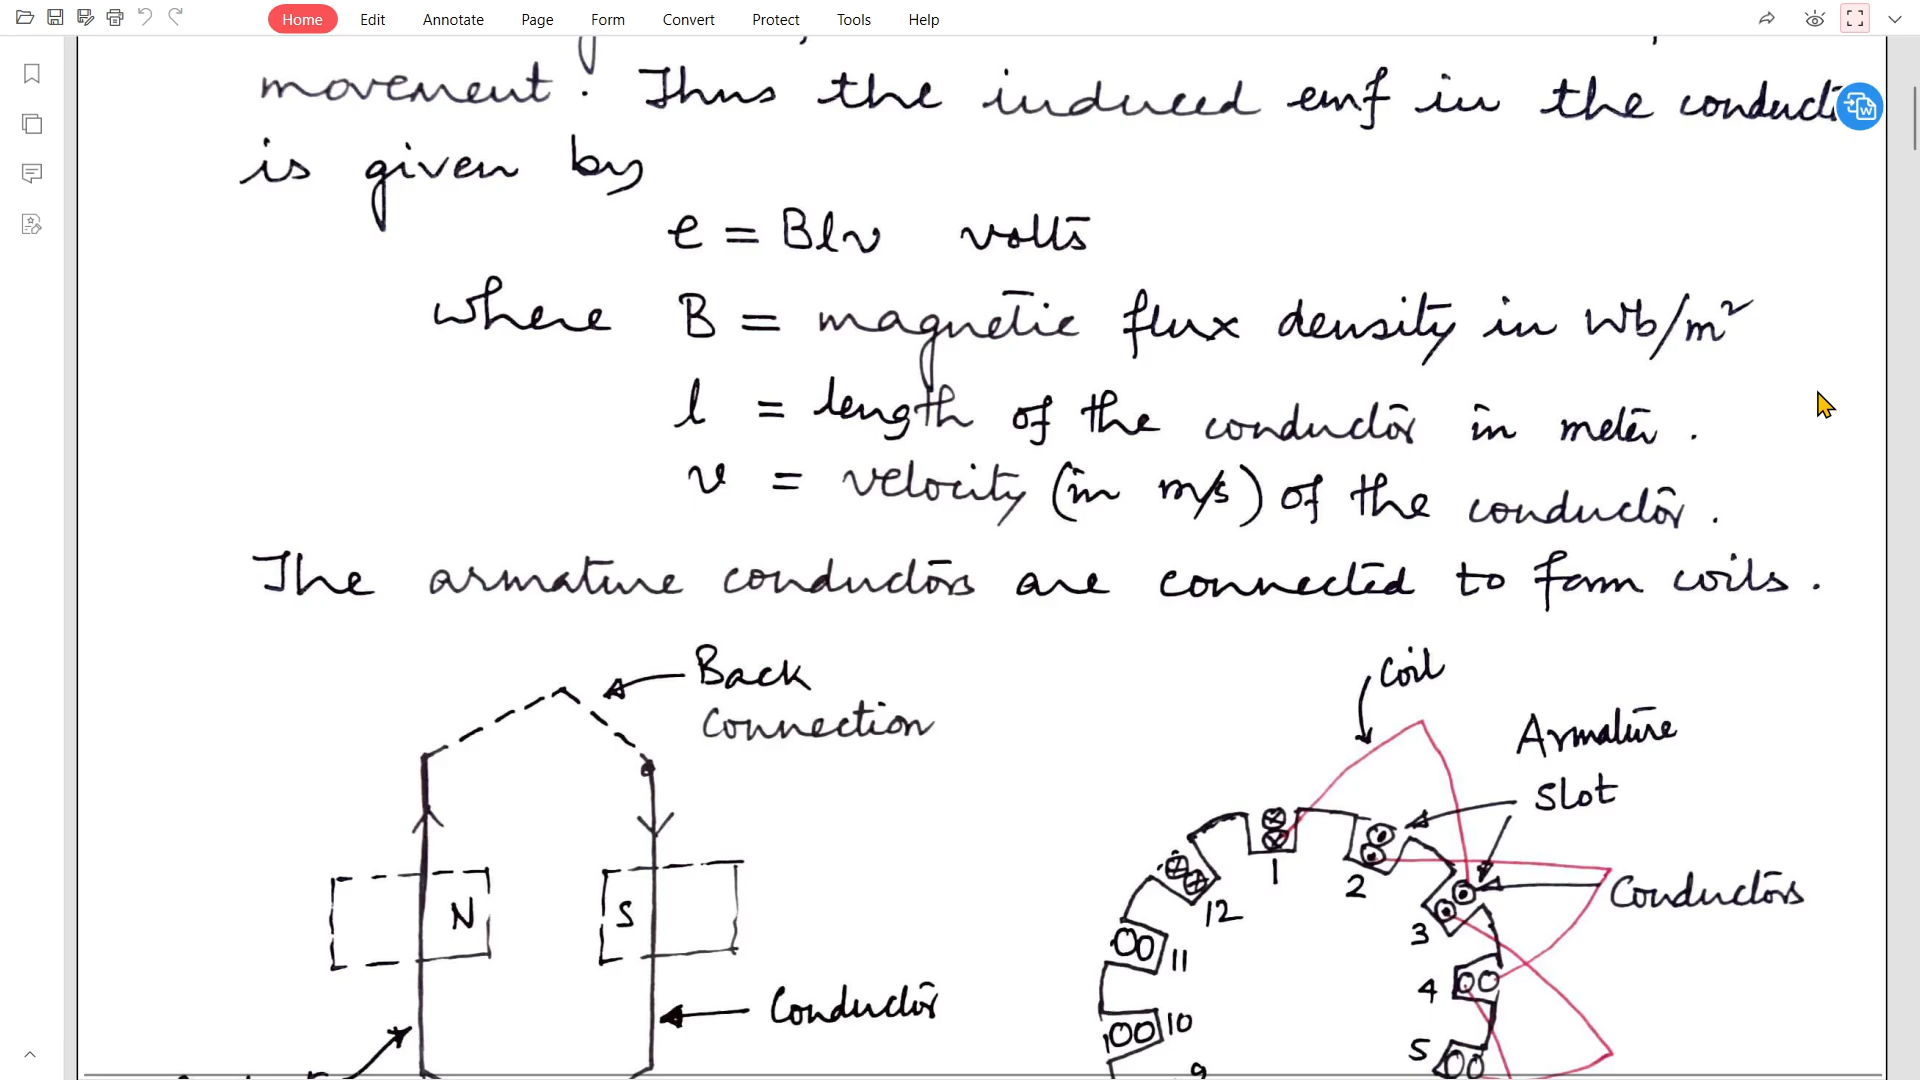 Home Edit Annotate Page Form Convert Protect Tools Help
movement. Thus the induced emf in the
is given by
e = Blv volts
where B = magnetic flux density in Wb/m²
l = length of the conductor in meter.
v = velocity (in m/s) of the conductor.
The armature conductors are connected to form coils.
Back
Connection
Coil
Armature
Slot
N
S
Conductor
Conductors
1
2
3
4
5
12
11
10
9